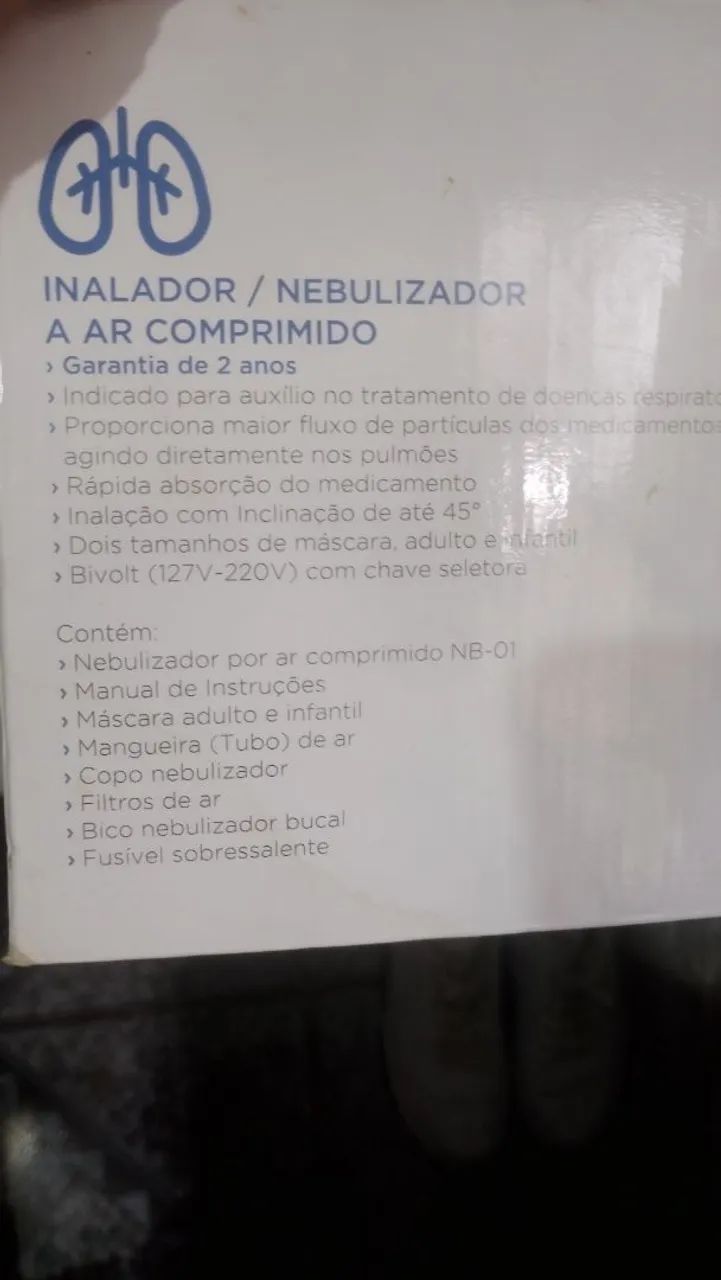 INALADOR / NEBULIZADOR
A AR COMPRIMIDO
› Garantia de 2 anos
› Indicado para auxílio no tratamento de doenças respirató
› Proporciona maior fluxo de partículas dos medicamentos
agindo diretamente nos pulmões
› Rápida absorção do medicamento
› Inalação com Inclinação de até 45°
› Dois tamanhos de máscara, adulto e infantil
› Bivolt (127V-220V) com chave seletora
Contém:
› Nebulizador por ar comprimido NB-01
› Manual de Instruções
› Máscara adulto e infantil
› Mangueira (Tubo) de ar
› Copo nebulizador
› Filtros de ar
› Bico nebulizador bucal
› Fusível sobressalente